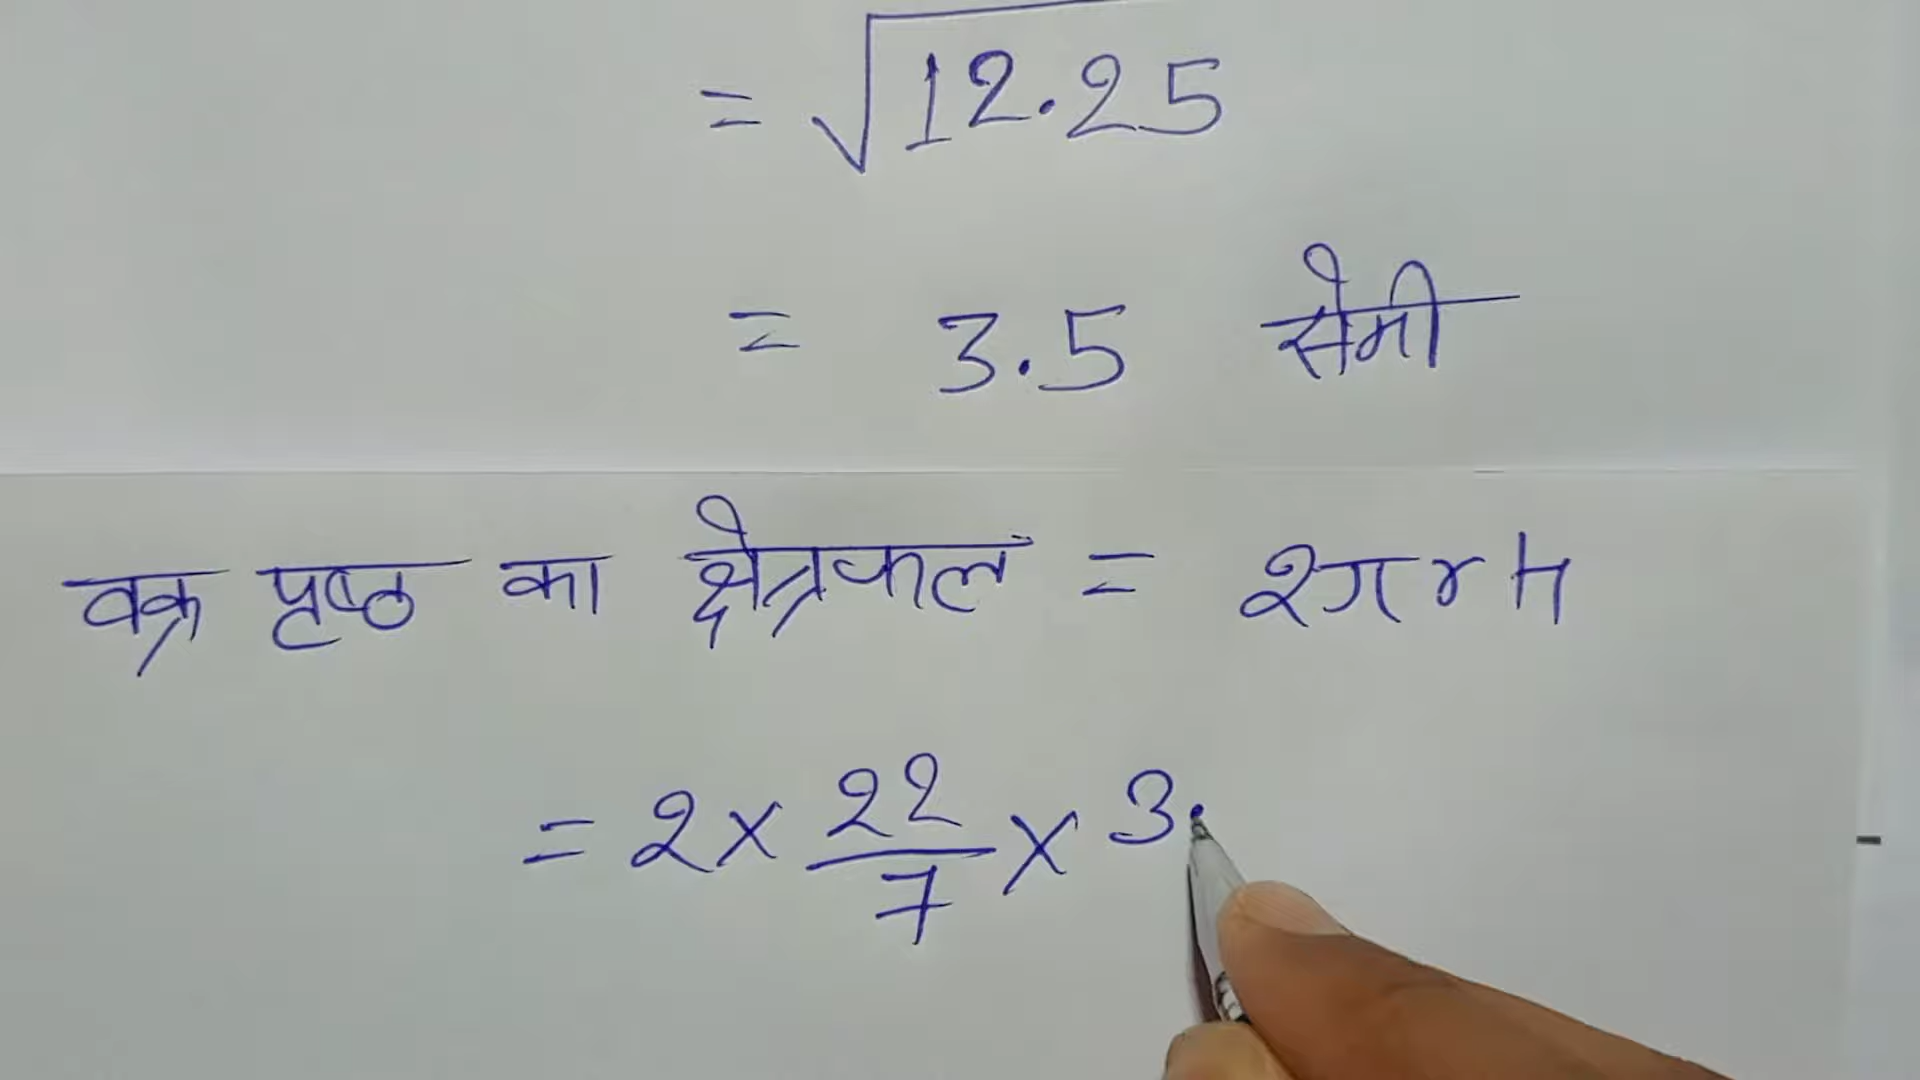 = √12.25
= 3.5 सेमी
वक्र पृष्ठ का क्षेत्रफल = 2πrh
= 2 × 22/7 × 3.